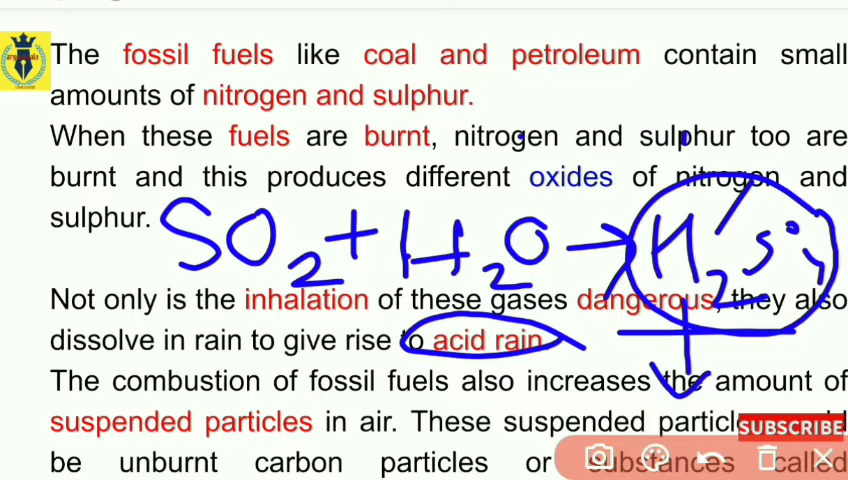 The fossil fuels like coal and petroleum contain small
amounts of nitrogen and sulphur.
When these fuels are burnt, nitrogen and sulphur too are
burnt and this produces different oxides of nitrogen and
sulphur.
SO2 + H2O → H2SO4
Not only is the inhalation of these gases dangerous, they also
dissolve in rain to give rise to acid rain.
The combustion of fossil fuels also increases the amount of
suspended particles in air. These suspended
SUBSCRIBE
be unburnt carbon particles or substances called